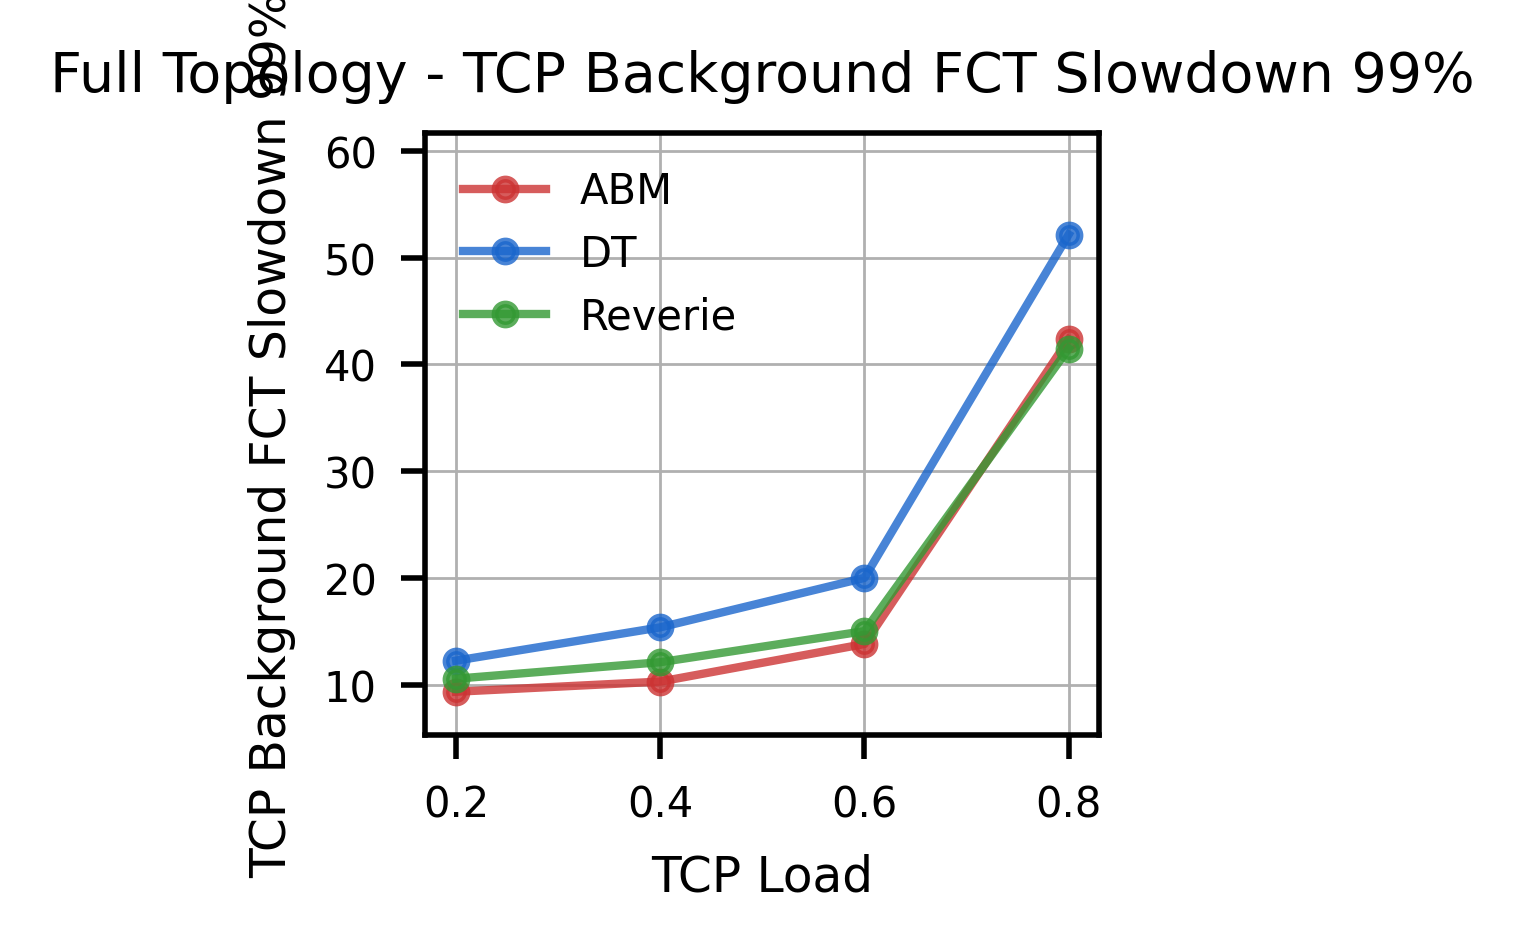 Full Topology - TCP Background FCT Slowdown 99%
TCP Background FCT Slowdown 99%
60
50
40
30
20
10
ABM
DT
Reverie
0.2 0.4 0.6 0.8
TCP Load